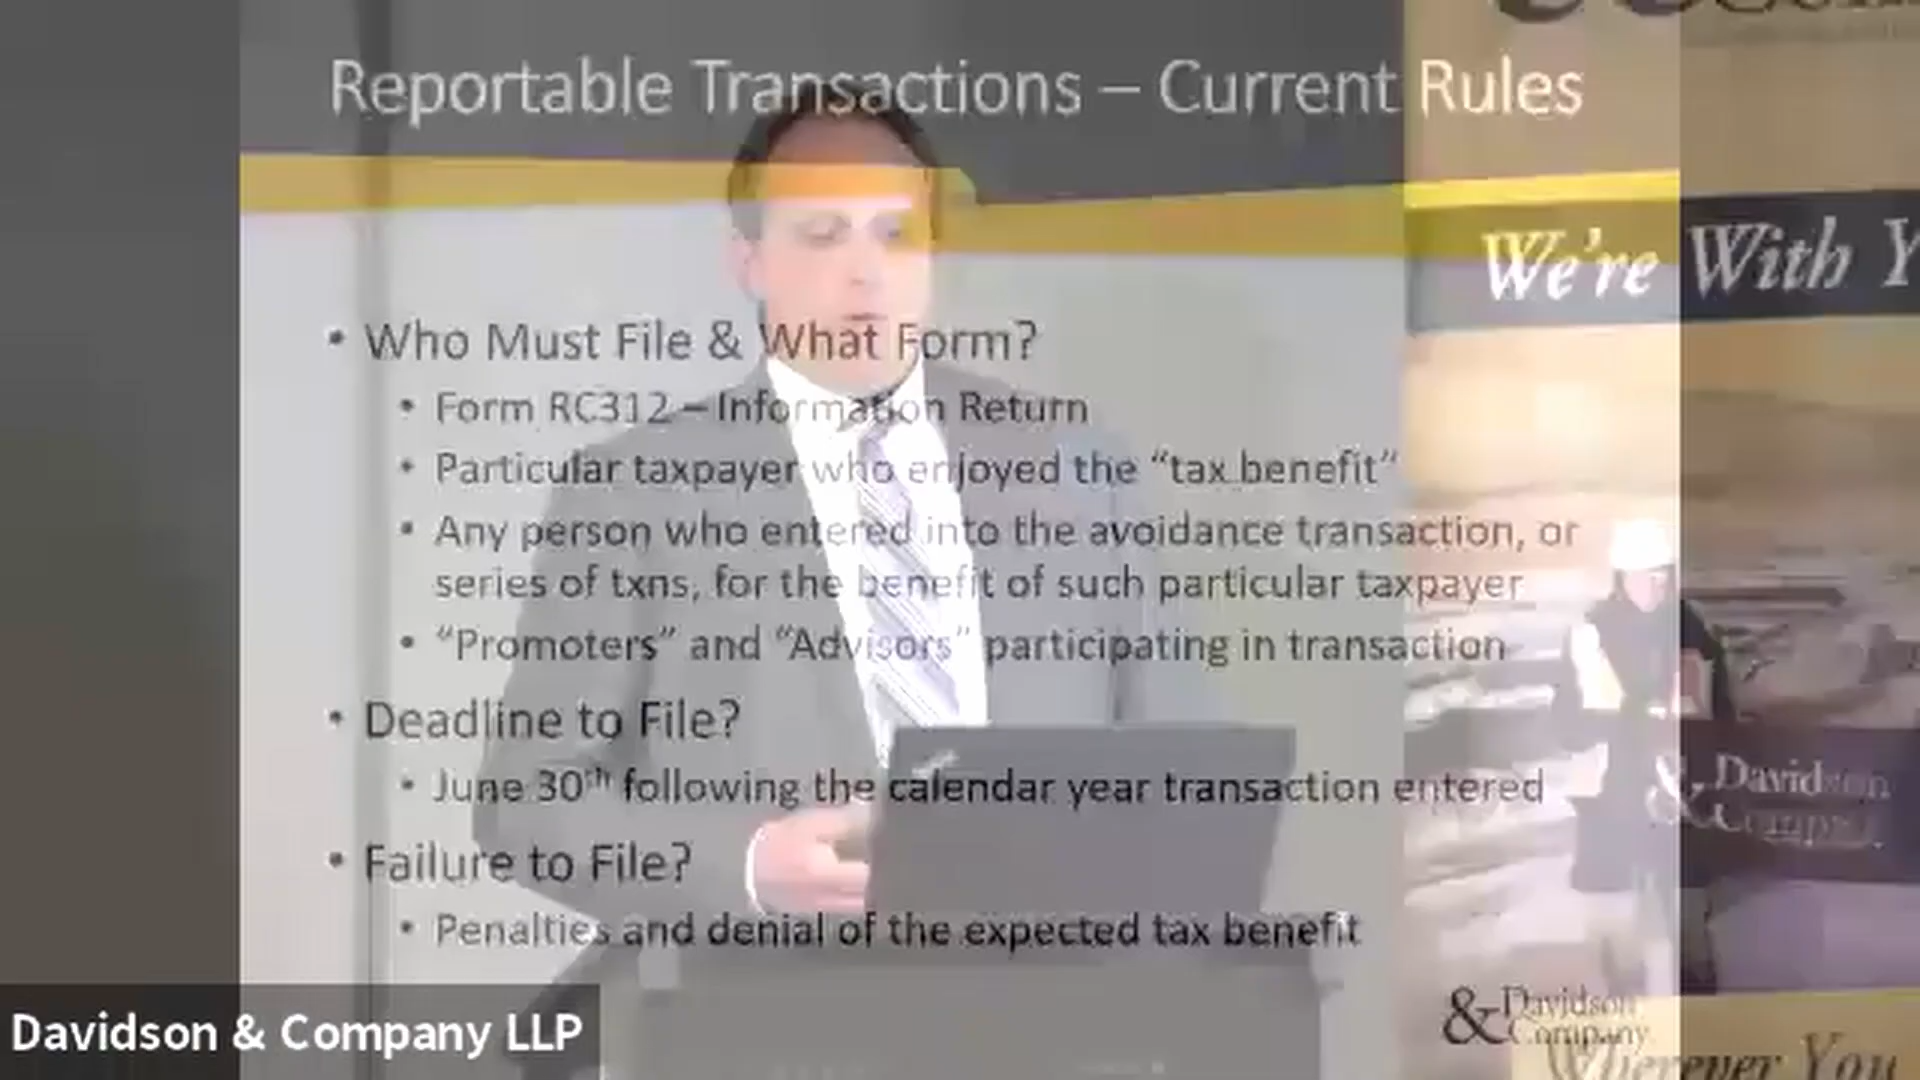 Reportable Transactions – Current Rules
We're With Y
• Who Must File & What Form?
• Form RC312 – Information Return
• Particular taxpayer who enjoyed the “tax benefit”
• Any person who entered into the avoidance transaction, or
series of txns, for the benefit of such particular taxpayer
• “Promoters” and “Advisors” participating in transaction
• Deadline to File?
• June 30th following the calendar year transaction entered
Davidson
& Company
• Failure to File?
• Penalties and denial of the expected tax benefit
& Davidson
Company
Davidson & Company LLP
Wherever You